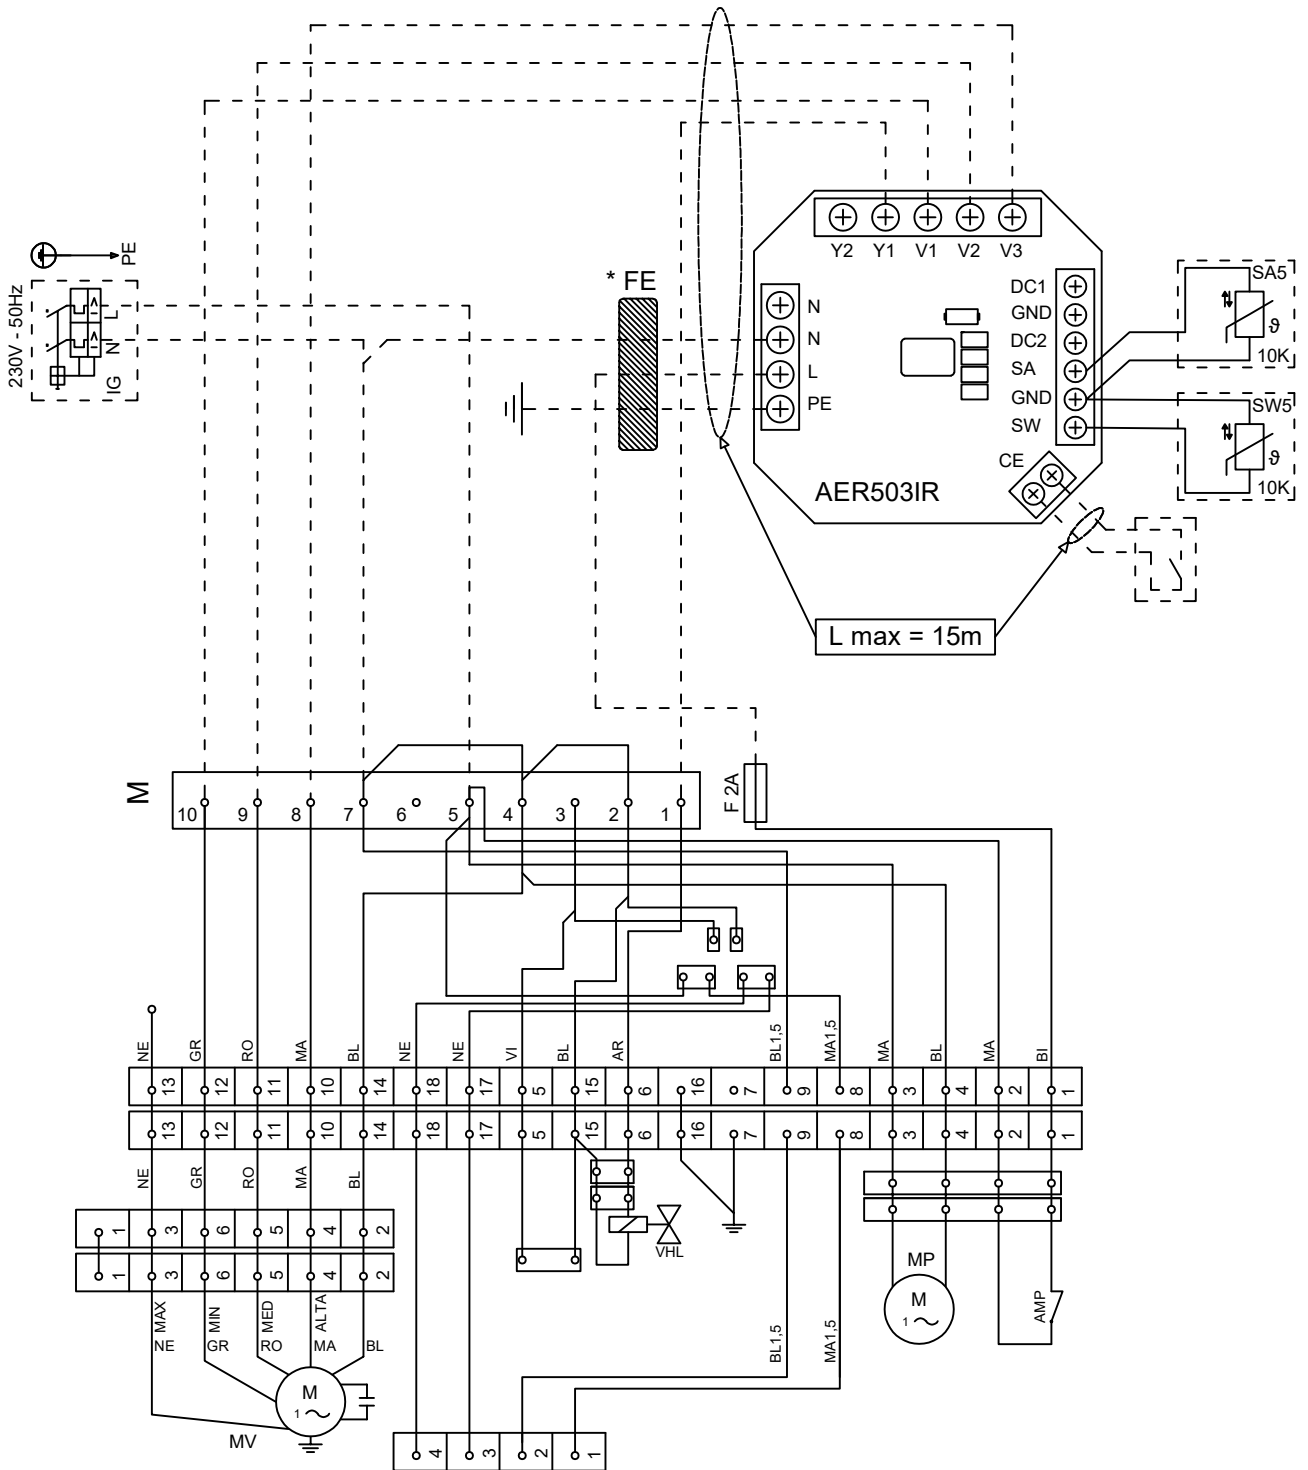 Y2 Y1 V1 V2 V3
PE
* FE
SA5
230V - 50Hz
L
N
IG
DC1
N
GND
N
DC2
ϑ
10K
L
SA
PE
GND
SW
SW5
CE
ϑ
10K
AER503IR
L max = 15m
M
F 2A
10 9 8 7 6 5 4 3 2 1
NE GR RO MA BL NE NE VI BL AR BL1,5 MA1,5 MA BL MA BI
13 12 11 10 14 18 17 5 15 6 16 7 9 8 3 4 2 1
13 12 11 10 14 18 17 5 15 6 16 7 9 8 3 4 2 1
NE GR RO MA BL
1 3 6 5 4 2
VHL
1 3 6 5 4 2
MP
M
1
AMP
MAX MIN MED ALTA
NE GR RO MA BL
BL1,5 MA1,5
M
1
MV
4 3 2 1